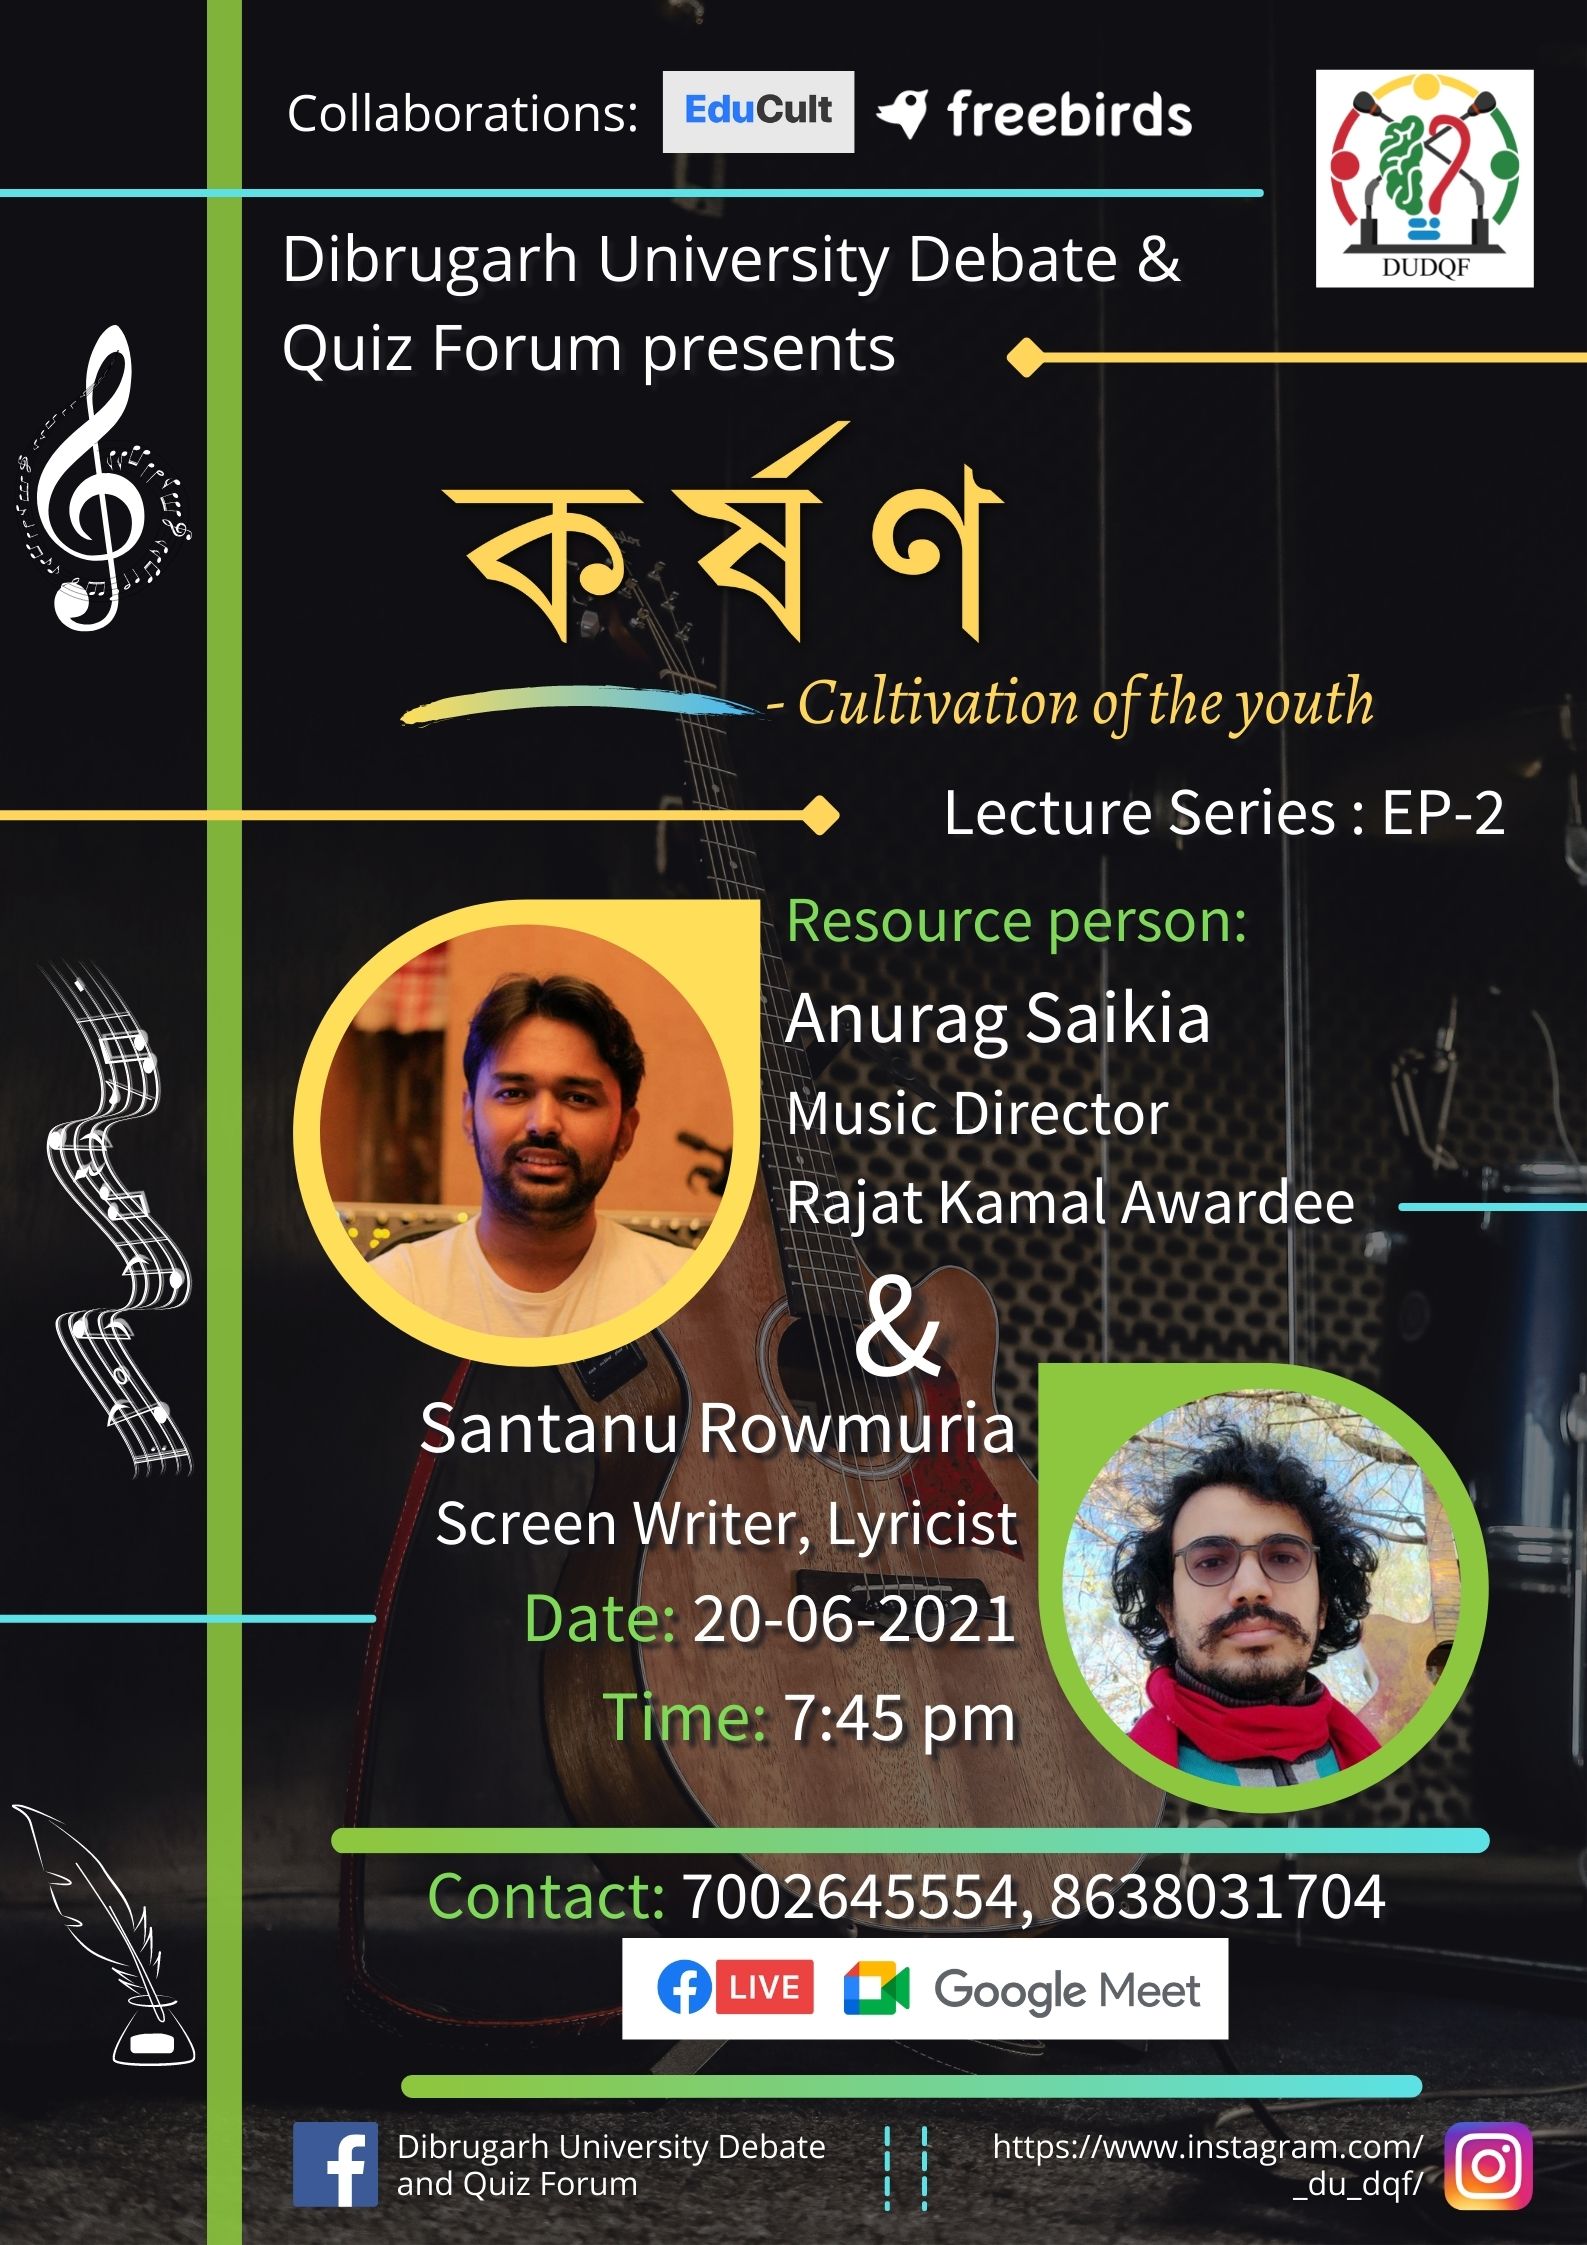 Collaborations: EduCult freebirds
DUDQF
Dibrugarh University Debate &
Quiz Forum presents
কৰ্ষণ
- Cultivation of the youth
Lecture Series : EP-2
Resource person:
Anurag Saikia
Music Director
Rajat Kamal Awardee
&
Santanu Rowmuria
Screen Writer, Lyricist
Date: 20-06-2021
Time: 7:45 pm
Contact: 7002645554, 8638031704
LIVE Google Meet
Dibrugarh University Debate
and Quiz Forum
https://www.instagram.com/
_du_dqf/